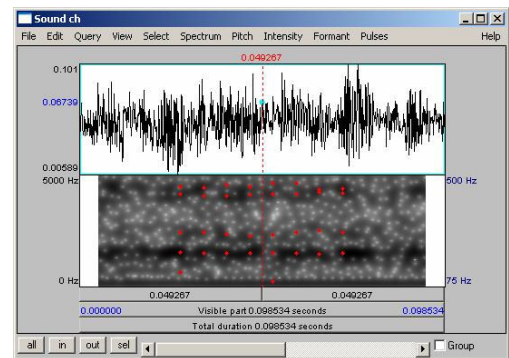 Sound ch
File Edit Query View Select Spectrum Pitch Intensity Formant Pulses Help
0.049267
0.101
0.06739
0.00589
5000 Hz 500 Hz
0 Hz 75 Hz
0.049267 0.049267
0.000000 Visible part 0.098534 seconds 0.098534
Total duration 0.098534 seconds
all in out sel Group